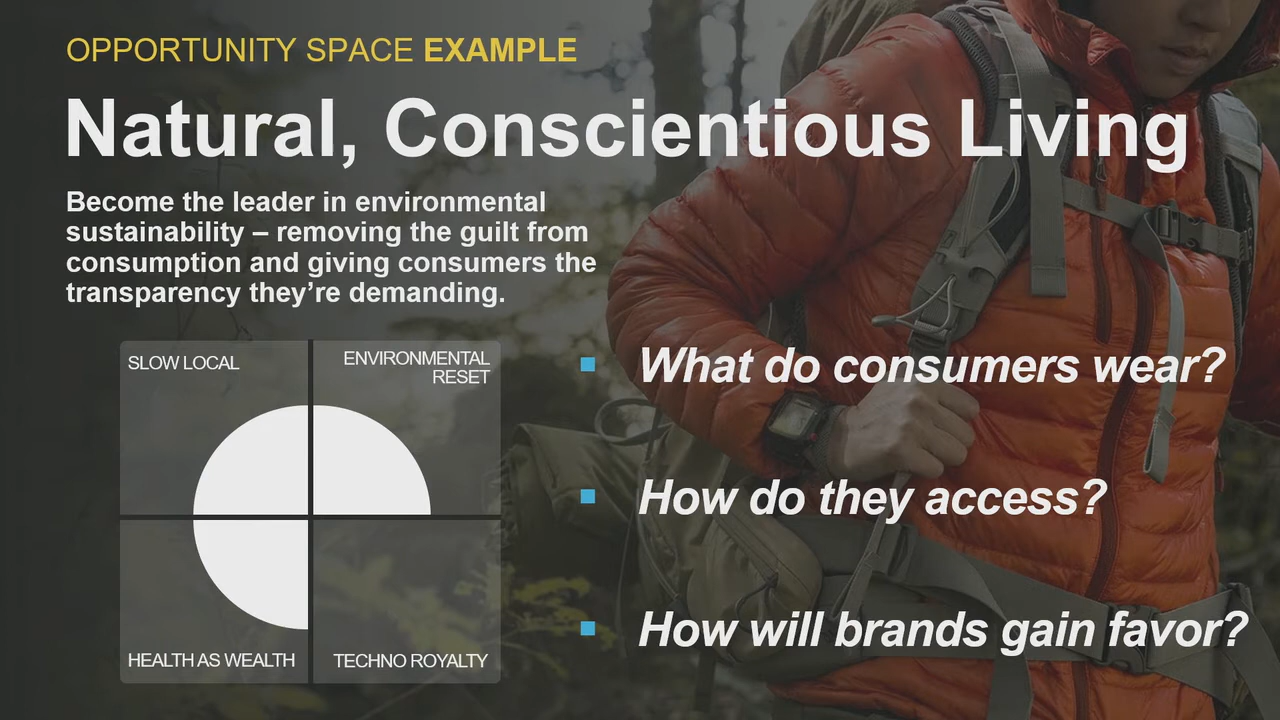 OPPORTUNITY SPACE EXAMPLE
Natural, Conscientious Living
Become the leader in environmental
sustainability – removing the guilt from
consumption and giving consumers the
transparency they’re demanding.
SLOW LOCAL
ENVIRONMENTAL
RESET
HEALTH AS WEALTH
TECHNO ROYALTY
What do consumers wear?
How do they access?
How will brands gain favor?